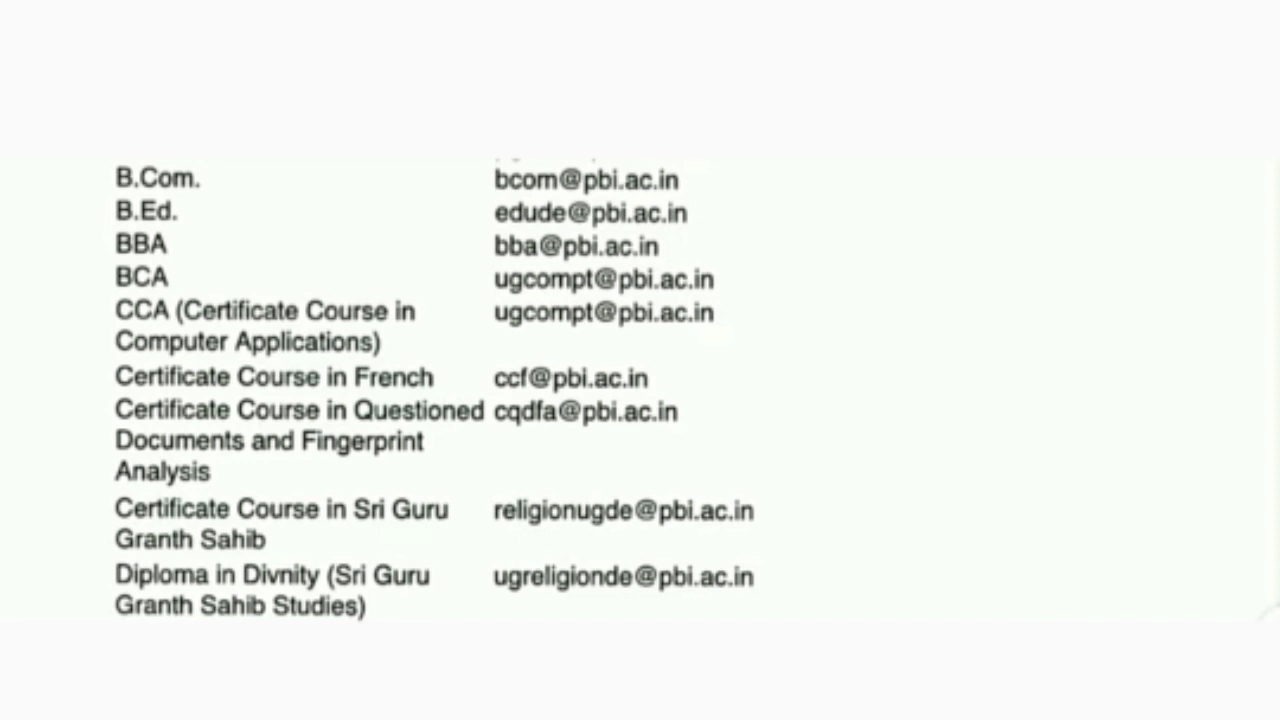 B.Com. bcom@pbi.ac.in
B.Ed. edude@pbi.ac.in
BBA bba@pbi.ac.in
BCA ugcompt@pbi.ac.in
CCA (Certificate Course in ugcompt@pbi.ac.in
Computer Applications)
Certificate Course in French ccf@pbi.ac.in
Certificate Course in Questioned cqdfa@pbi.ac.in
Documents and Fingerprint
Analysis
Certificate Course in Sri Guru religionugde@pbi.ac.in
Granth Sahib
Diploma in Divnity (Sri Guru ugreligionde@pbi.ac.in
Granth Sahib Studies)